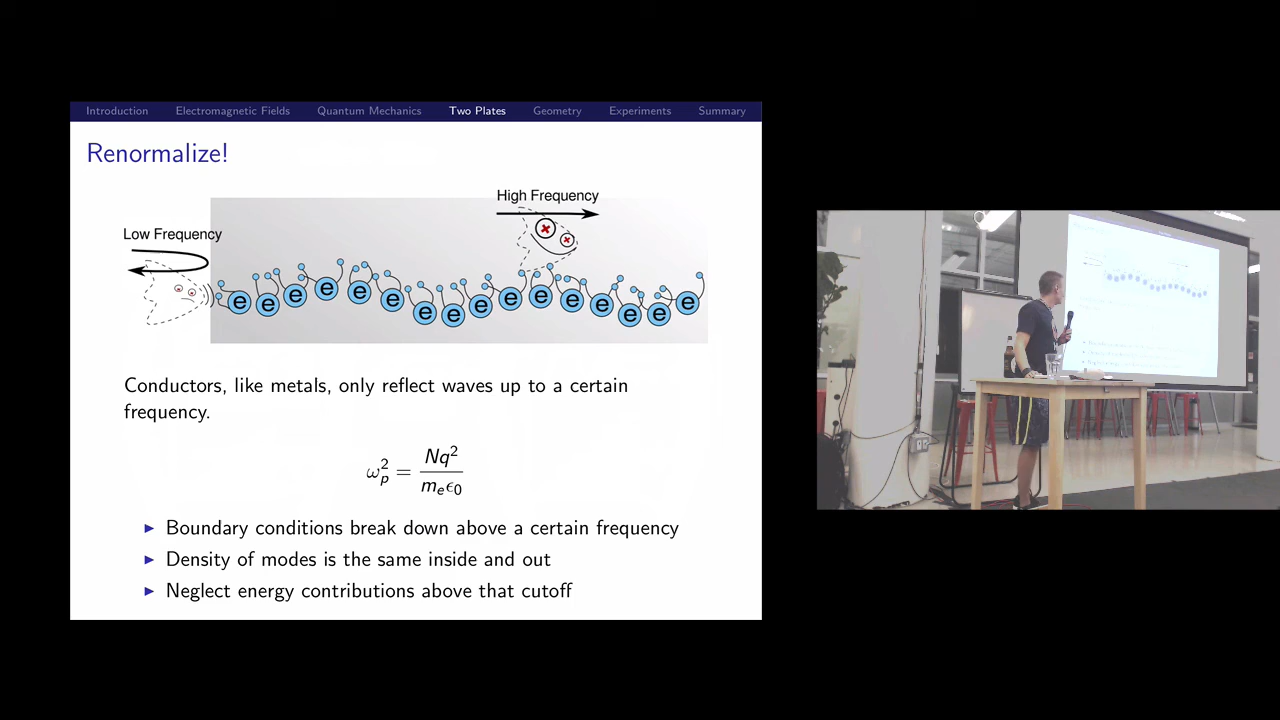 Introduction Electromagnetic Fields Quantum Mechanics Two Plates Geometry Experiments Summary
Renormalize!
High Frequency
Low Frequency
e e e e e e e e e e e e e e e e
Conductors, like metals, only reflect waves up to a certain
frequency.
ω_p^2 = Nq^2 / m_e ϵ_0
▶ Boundary conditions break down above a certain frequency
▶ Density of modes is the same inside and out
▶ Neglect energy contributions above that cutoff